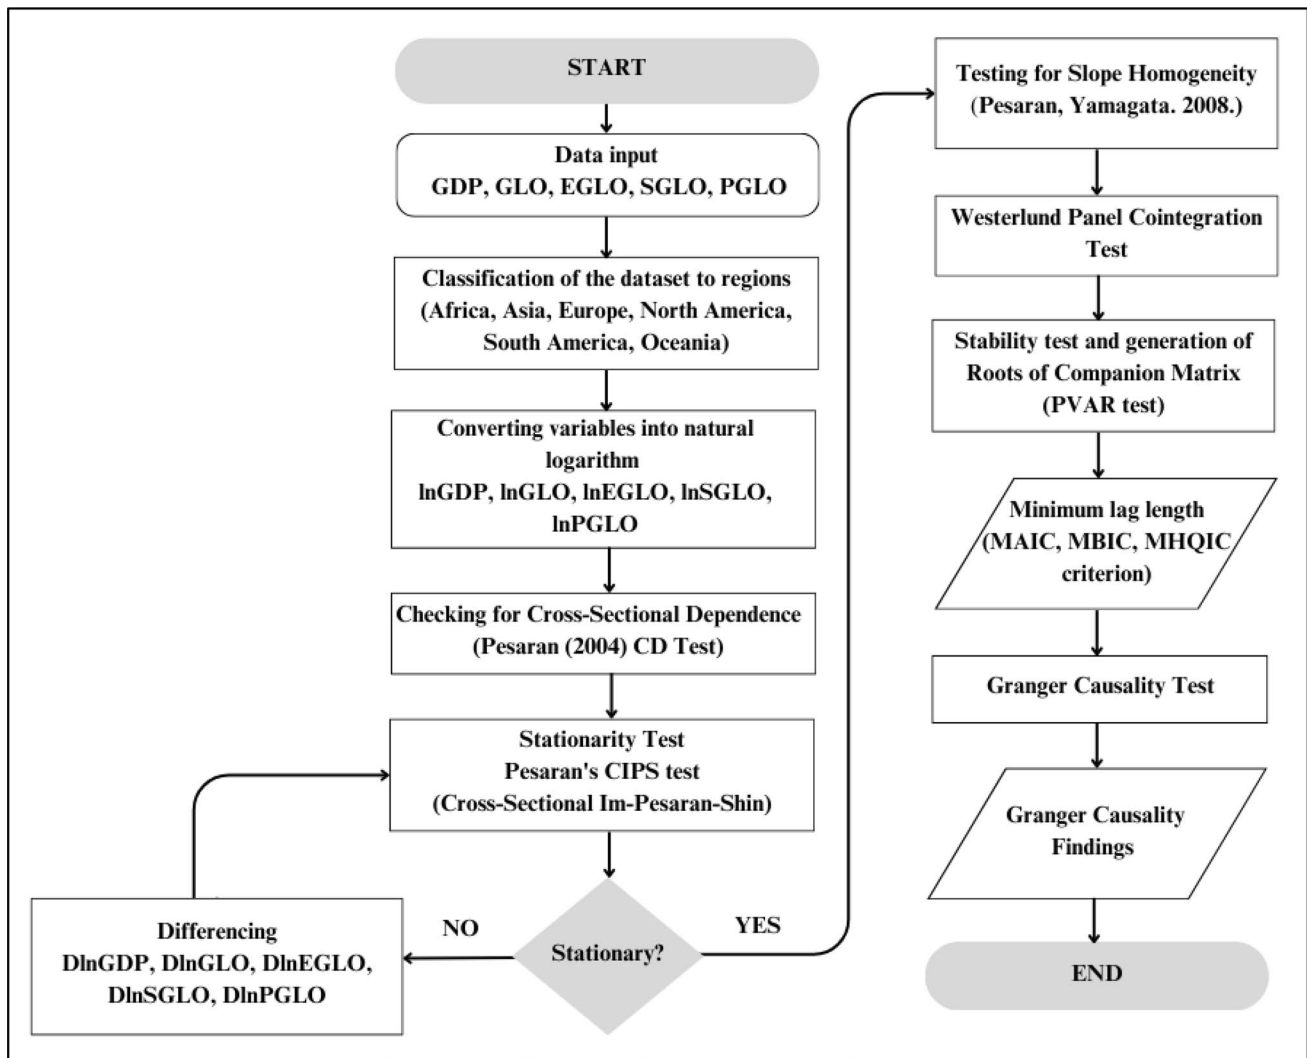 START
Data input
GDP, GLO, EGLO, SGLO, PGLO
Classification of the dataset to regions
(Africa, Asia, Europe, North America,
South America, Oceania)
Converting variables into natural
logarithm
lnGDP, lnGLO, lnEGLO, lnSGLO,
lnPGLO
Checking for Cross-Sectional Dependence
(Pesaran (2004) CD Test)
Stationarity Test
Pesaran's CIPS test
(Cross-Sectional Im-Pesaran-Shin)
Stationary?
NO
Differencing
DlnGDP, DlnGLO, DlnEGLO,
DlnSGLO, DlnPGLO
YES
Testing for Slope Homogeneity
(Pesaran, Yamagata. 2008.)
Westerlund Panel Cointegration
Test
Stability test and generation of
Roots of Companion Matrix
(PVAR test)
Minimum lag length
(MAIC, MBIC, MHQIC
criterion)
Granger Causality Test
Granger Causality
Findings
END